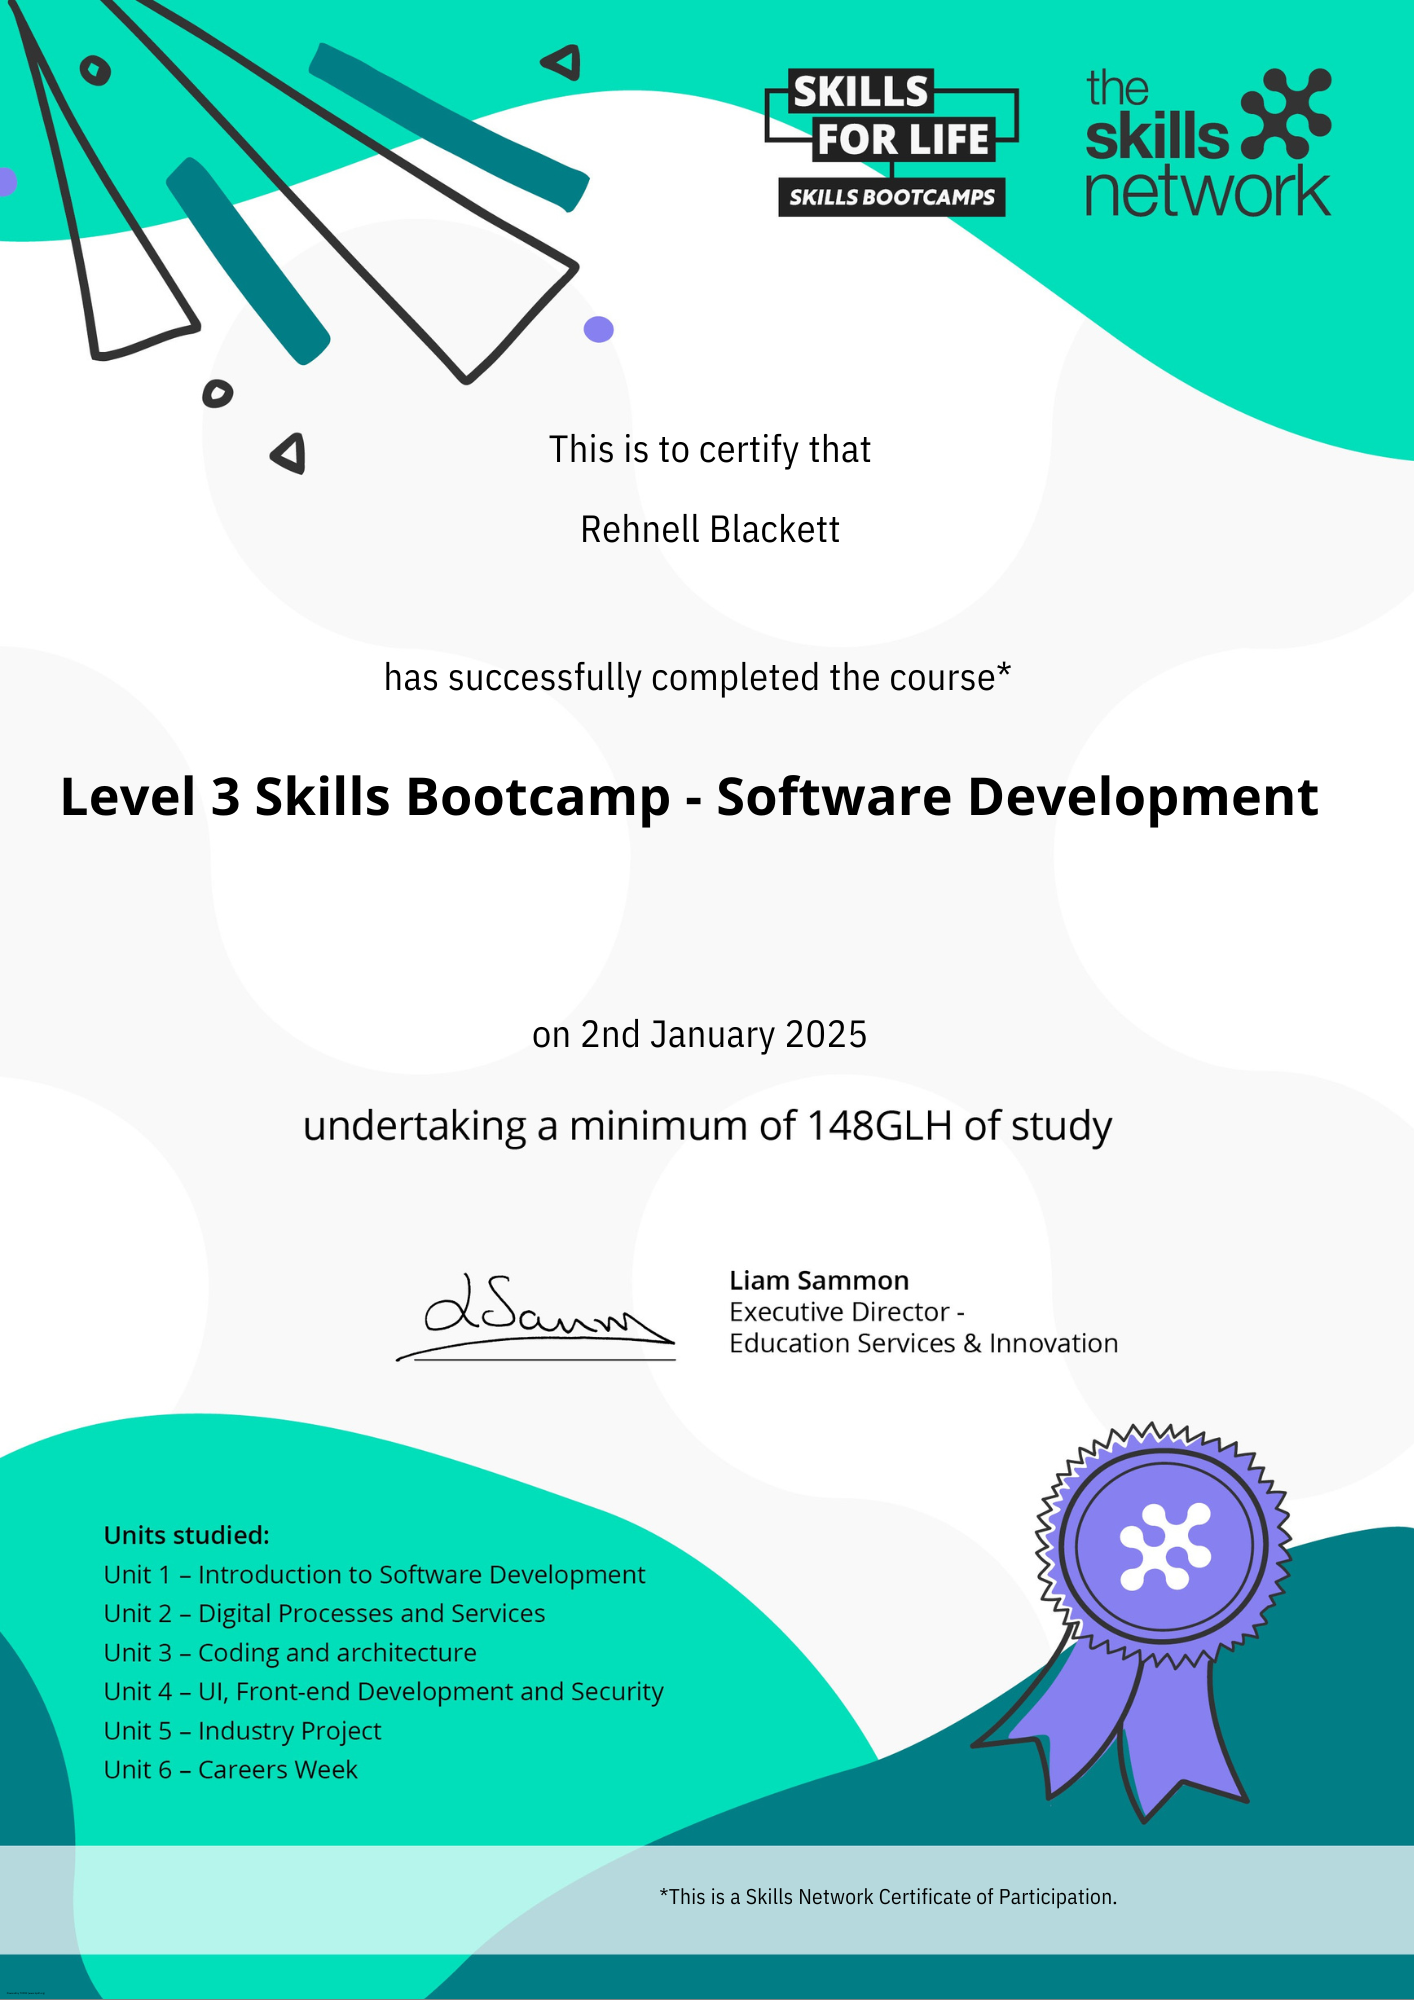 SKILLS
FOR LIFE
SKILLS BOOTCAMPS
the
skills
network
This is to certify that
Rehnell Blackett
has successfully completed the course*
Level 3 Skills Bootcamp - Software Development
on 2nd January 2025
undertaking a minimum of 148GLH of study
Liam Sammon
Executive Director -
Education Services & Innovation
Units studied:
Unit 1 – Introduction to Software Development
Unit 2 – Digital Processes and Services
Unit 3 – Coding and architecture
Unit 4 – UI, Front-end Development and Security
Unit 5 – Industry Project
Unit 6 – Careers Week
*This is a Skills Network Certificate of Participation.